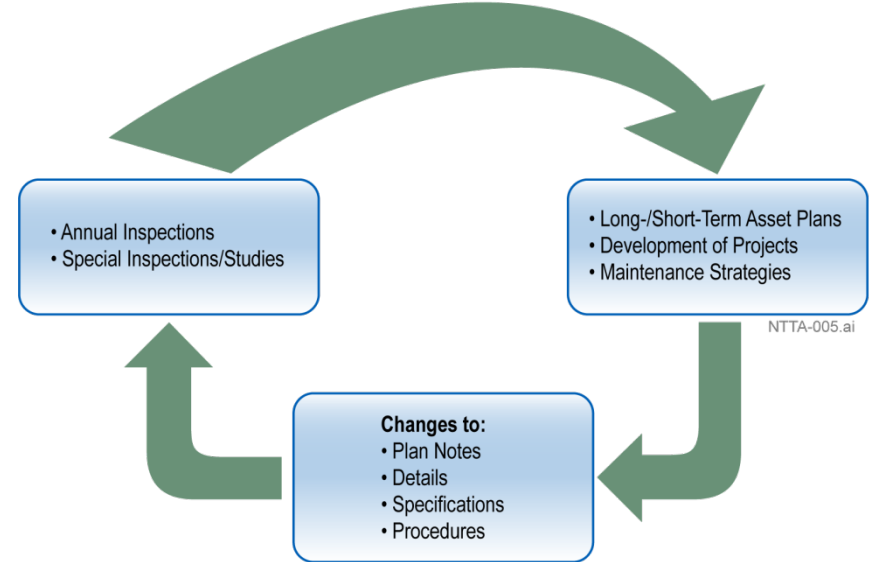 • Annual Inspections
• Special Inspections/Studies
• Long-/Short-Term Asset Plans
• Development of Projects
• Maintenance Strategies
NTTA-005.ai
Changes to:
• Plan Notes
• Details
• Specifications
• Procedures